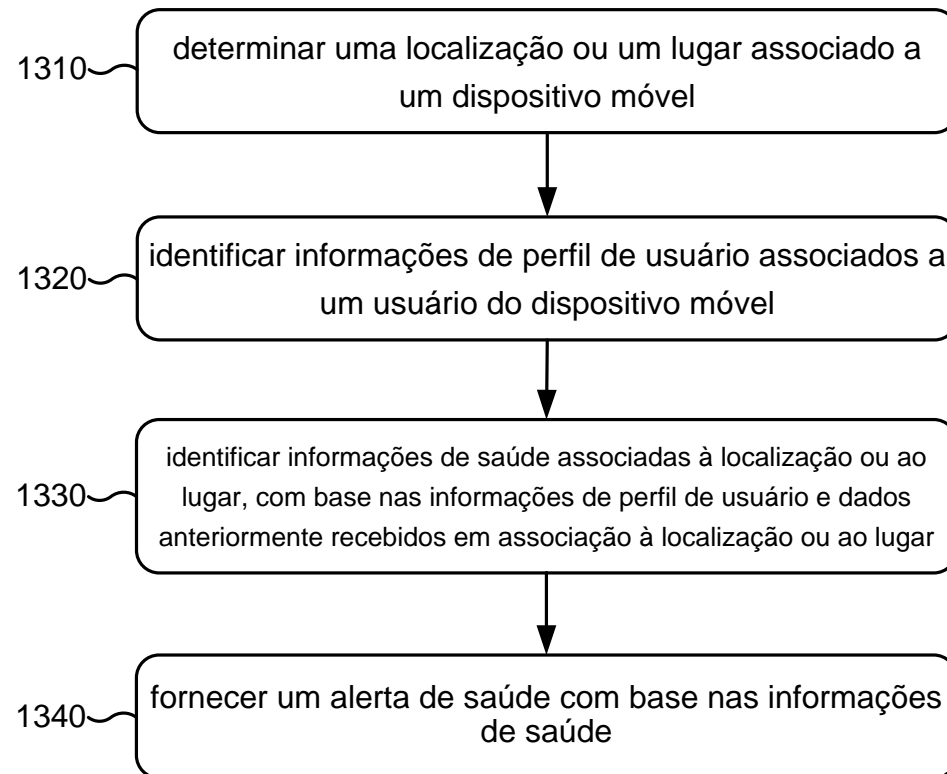 1310
determinar uma localização ou um lugar associado a
um dispositivo móvel
1320
identificar informações de perfil de usuário associados a
um usuário do dispositivo móvel
1330
identificar informações de saúde associadas à localização ou ao
lugar, com base nas informações de perfil de usuário e dados
anteriormente recebidos em associação à localização ou ao lugar
1340
fornecer um alerta de saúde com base nas informações
de saúde